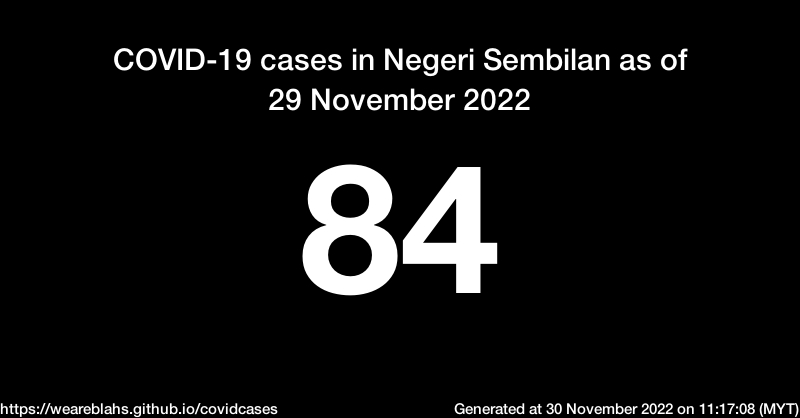 COVID-19 cases in Negeri Sembilan as of
29 November 2022
84
https://weareblahs.github.io/covidcases
Generated at 30 November 2022 on 11:17:08 (MYT)